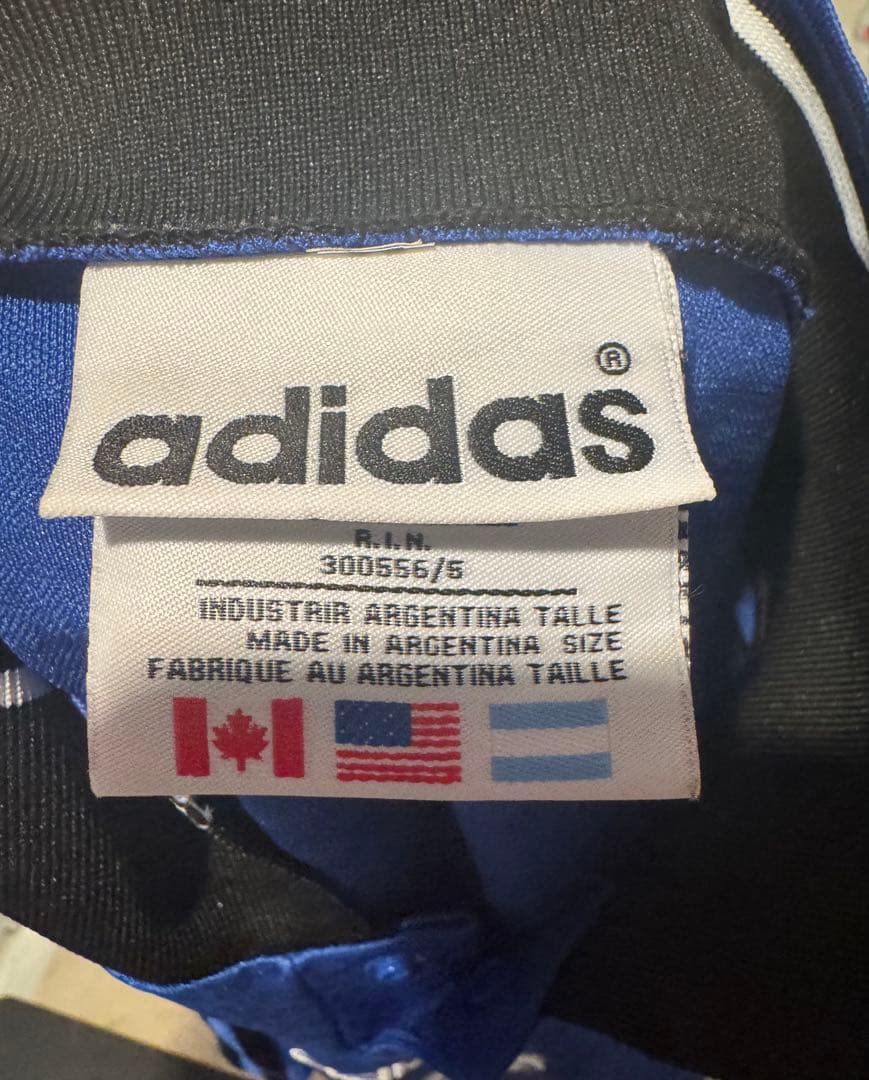 adidas®
R.I.N.
300556/5
INDUSTRIR ARGENTINA TALLE
MADE IN ARGENTINA SIZE
FABRIQUE AU ARGENTINA TAILLE